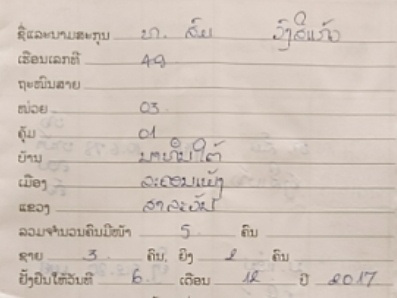 ຊື່ແລະນາມສະກຸນ ທ. ສົມ ວົງສີແກ້ວ
ເຮືອນເລກທີ 49
ຖະໜົນສາຍ
ໜ່ວຍ 03
ຄຸ້ມ 01
ບ້ານ ນາຫີນໃຕ້
ເມືອງ ລະຄອນເພັງ
ແຂວງ ສາລະວັນ
ລວມຈຳນວນຄົນມີໜ້າ 5 ຄົນ
ຊາຍ 3 ຄົນ, ຍິງ 2 ຄົນ
ຢັ້ງຢືນໃຫ້ວັນທີ 6 ເດືອນ 12 ປີ 2017